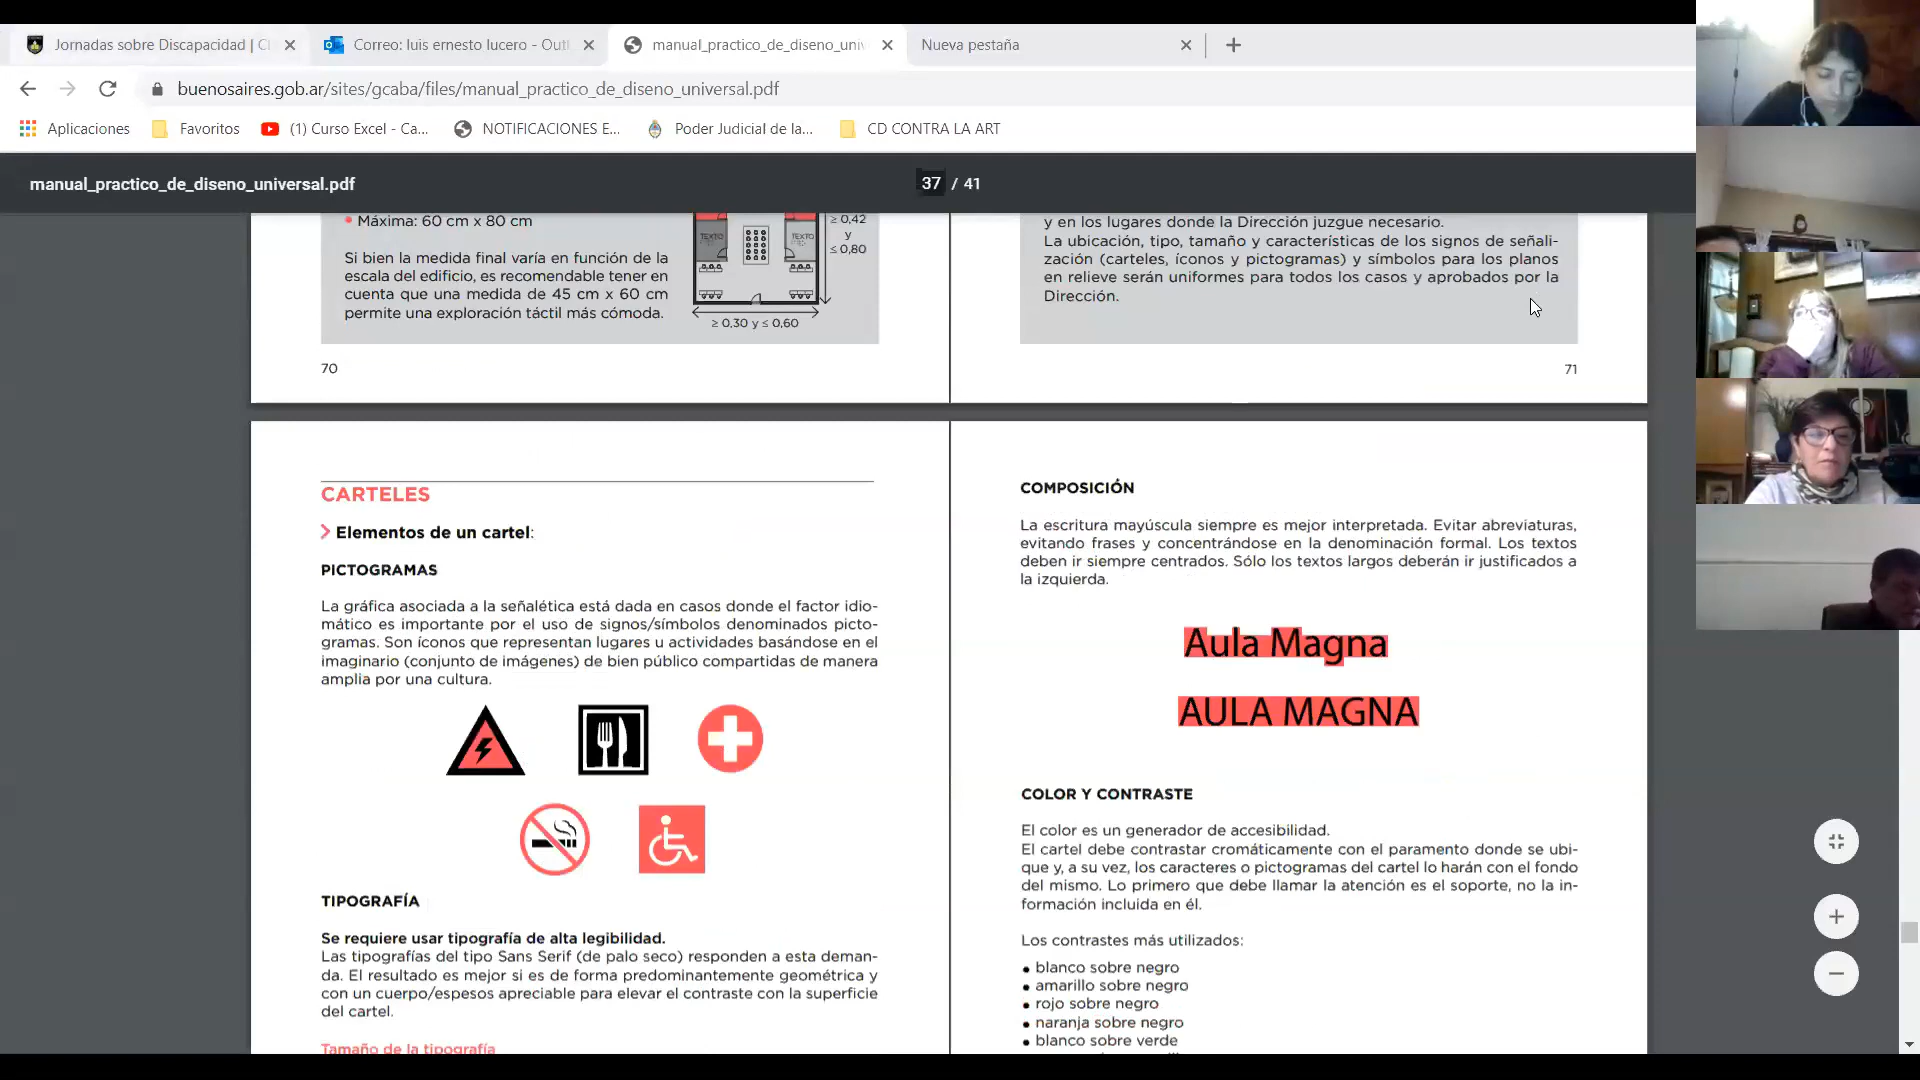 Jornadas sobre Discapacidad | Cl
Correo: luis ernesto lucero - Outl
manual_practico_de_diseno_univ
Nueva pestaña
buenosaires.gob.ar/sites/gcaba/files/manual_practico_de_diseno_universal.pdf
Aplicaciones
Favoritos
(1) Curso Excel - Ca...
NOTIFICACIONES E...
Poder Judicial de la...
CD CONTRA LA ART
manual_practico_de_diseno_universal.pdf
37 / 41
• Máxima: 60 cm x 80 cm
Si bien la medida final varía en función de la
escala del edificio, es recomendable tener en
cuenta que una medida de 45 cm x 60 cm
permite una exploración táctil más cómoda.
TEXTO
TEXTO
≥ 0,42
y
≤ 0,80
≥ 0,30 y ≤ 0,60
70
y en los lugares donde la Dirección juzgue necesario.
La ubicación, tipo, tamaño y características de los signos de señali-
zación (carteles, íconos y pictogramas) y símbolos para los planos
en relieve serán uniformes para todos los casos y aprobados por la
Dirección.
71
CARTELES
Elementos de un cartel:
PICTOGRAMAS
La gráfica asociada a la señalética está dada en casos donde el factor idio-
mático es importante por el uso de signos/símbolos denominados picto-
gramas. Son íconos que representan lugares u actividades basándose en el
imaginario (conjunto de imágenes) de bien público compartidas de manera
amplia por una cultura.
TIPOGRAFÍA
Se requiere usar tipografía de alta legibilidad.
Las tipografías del tipo Sans Serif (de palo seco) responden a esta deman-
da. El resultado es mejor si es de forma predominantemente geométrica y
con un cuerpo/espesos apreciable para elevar el contraste con la superficie
del cartel.
Tamaño de la tipografía
COMPOSICIÓN
La escritura mayúscula siempre es mejor interpretada. Evitar abreviaturas,
evitando frases y concentrándose en la denominación formal. Los textos
deben ir siempre centrados. Sólo los textos largos deberán ir justificados a
la izquierda.
Aula Magna
AULA MAGNA
COLOR Y CONTRASTE
El color es un generador de accesibilidad.
El cartel debe contrastar cromáticamente con el paramento donde se ubi-
que y, a su vez, los caracteres o pictogramas del cartel lo harán con el fondo
del mismo. Lo primero que debe llamar la atención es el soporte, no la in-
formación incluida en él.
Los contrastes más utilizados:
• blanco sobre negro
• amarillo sobre negro
• rojo sobre negro
• naranja sobre negro
• blanco sobre verde